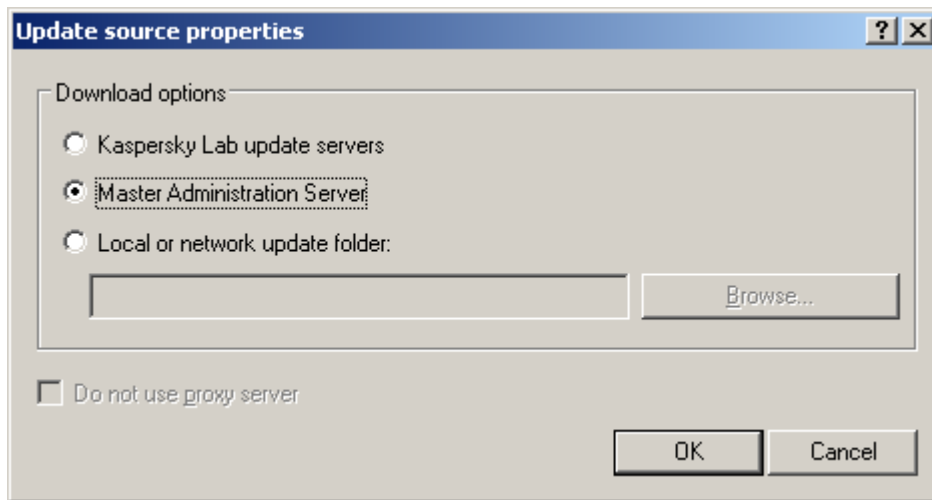 Update source properties
Download options
Kaspersky Lab update servers
Master Administration Server
Local or network update folder:
Browse...
Do not use proxy server
OK Cancel